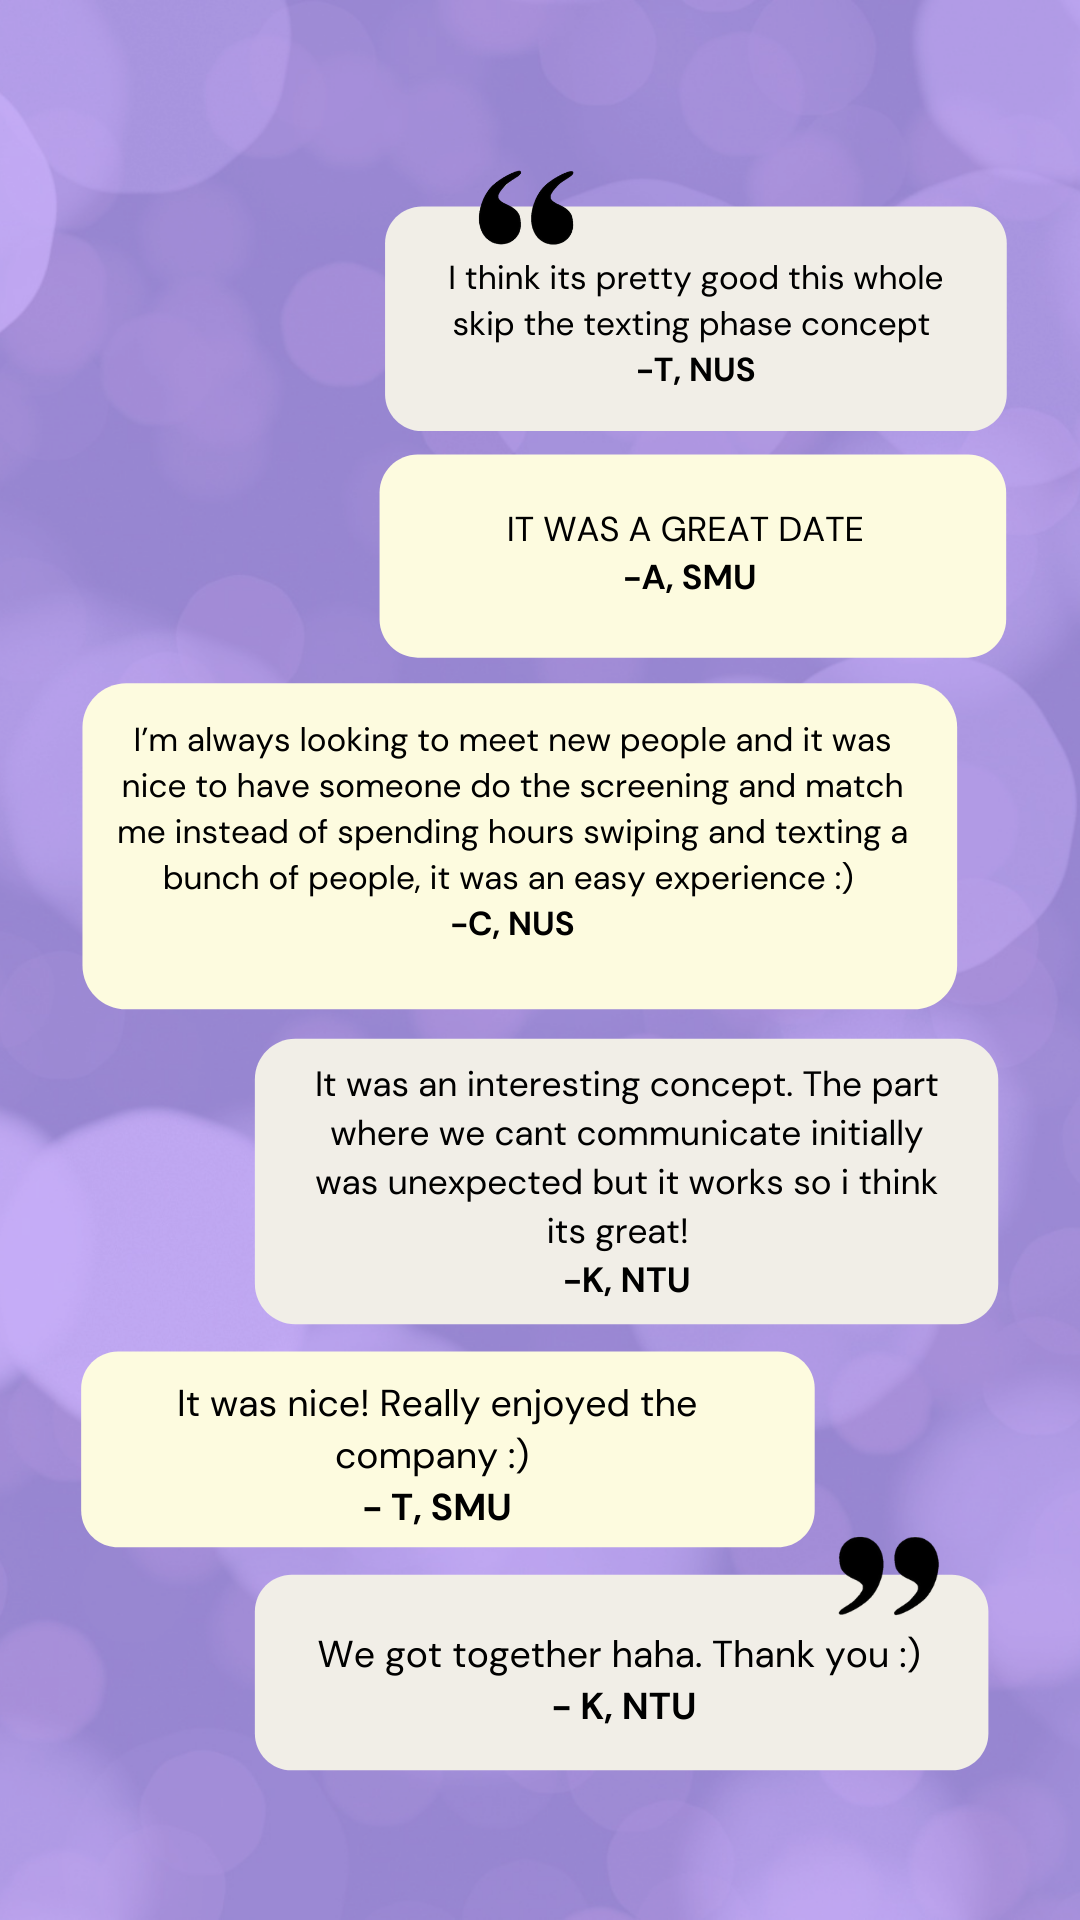 “
I think its pretty good this whole
skip the texting phase concept
-T, NUS
IT WAS A GREAT DATE
-A, SMU
I’m always looking to meet new people and it was
nice to have someone do the screening and match
me instead of spending hours swiping and texting a
bunch of people, it was an easy experience :)
-C, NUS
It was an interesting concept. The part
where we cant communicate initially
was unexpected but it works so i think
its great!
-K, NTU
It was nice! Really enjoyed the
company :)
- T, SMU
”
We got together haha. Thank you :)
- K, NTU